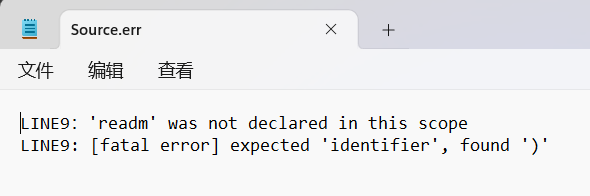 Source.err
文件 编辑 查看
LINE9: 'readm' was not declared in this scope
LINE9: [fatal error] expected 'identifier', found ')'